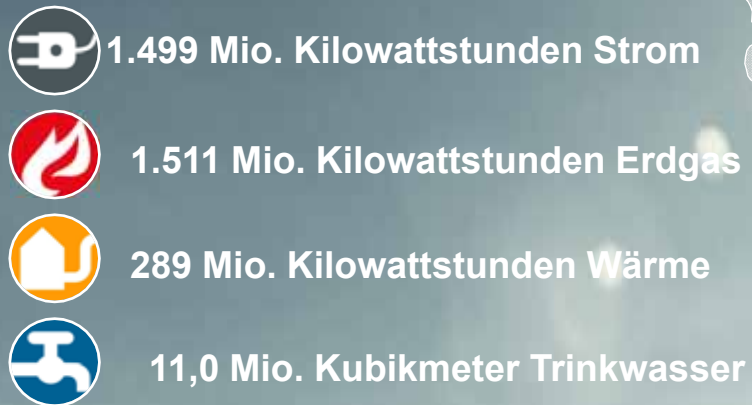 1.499 Mio. Kilowattstunden Strom
1.511 Mio. Kilowattstunden Erdgas
289 Mio. Kilowattstunden Wärme
11,0 Mio. Kubikmeter Trinkwasser